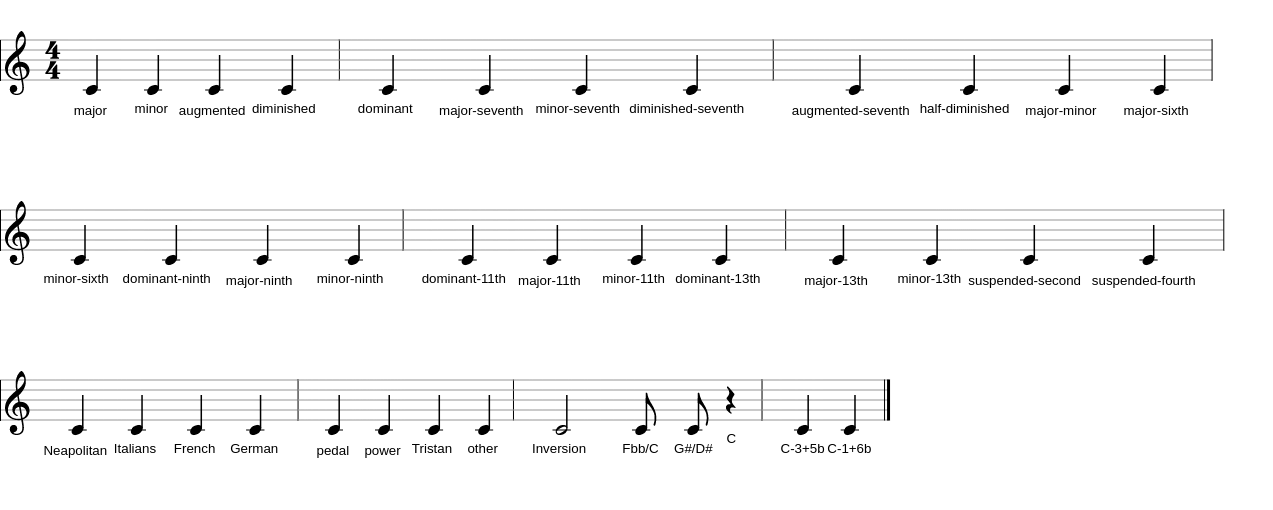 4
4
major minor augmented diminished dominant major-seventh minor-seventh diminished-seventh augmented-seventh half-diminished major-minor major-sixth
minor-sixth dominant-ninth major-ninth minor-ninth dominant-11th major-11th minor-11th dominant-13th major-13th minor-13th suspended-second suspended-fourth
Neapolitan Italians French German pedal power Tristan other Inversion Fbb/C G#/D# C C-3+5b C-1+6b